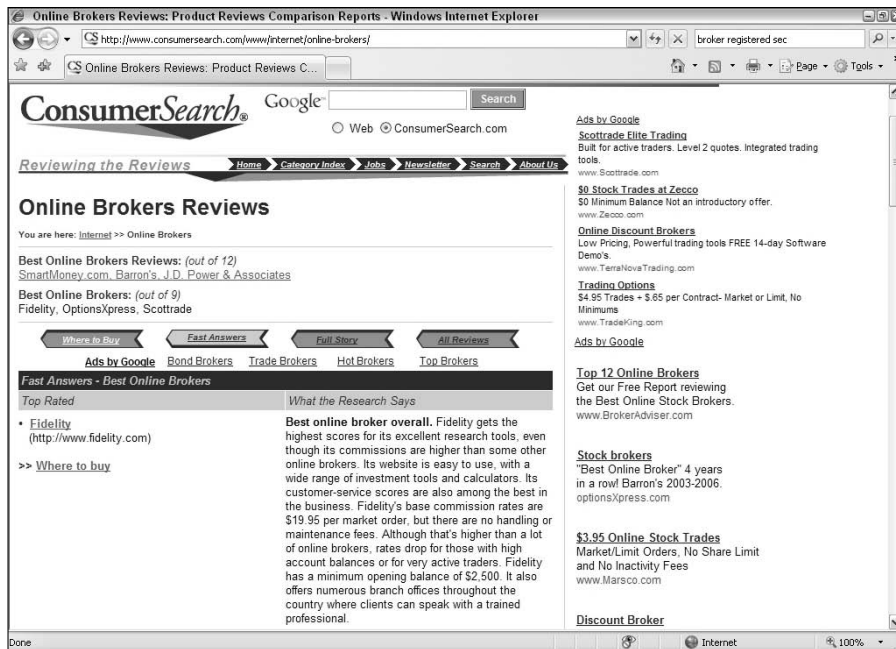 Online Brokers Reviews: Product Reviews Comparison Reports - Windows Internet Explorer
CS http://www.consumersearch.com/www/internet/online-brokers/
broker registered sec
CS Online Brokers Reviews: Product Reviews C...
Page
Tools
ConsumerSearch®
Google™
Search
Web
ConsumerSearch.com
Reviewing the Reviews
Home
Category Index
Jobs
Newsletter
Search
About Us
Online Brokers Reviews
You are here: Internet >> Online Brokers
Best Online Brokers Reviews: (out of 12)
SmartMoney.com, Barron's, J.D. Power & Associates
Best Online Brokers: (out of 9)
Fidelity, OptionsXpress, Scottrade
Where to Buy
Fast Answers
Full Story
All Reviews
Ads by Google
Bond Brokers
Trade Brokers
Hot Brokers
Top Brokers
Fast Answers - Best Online Brokers
Top Rated
What the Research Says
• Fidelity
(http://www.fidelity.com)
>> Where to buy
Best online broker overall. Fidelity gets the
highest scores for its excellent research tools, even
though its commissions are higher than some other
online brokers. Its website is easy to use, with a
wide range of investment tools and calculators. Its
customer-service scores are also among the best in
the business. Fidelity's base commission rates are
$19.95 per market order, but there are no handling or
maintenance fees. Although that's higher than a lot
of online brokers, rates drop for those with high
account balances or for very active traders. Fidelity
has a minimum opening balance of $2,500. It also
offers numerous branch offices throughout the
country where clients can speak with a trained
professional.
Ads by Google
Scottrade Elite Trading
Built for active traders. Level 2 quotes. Integrated trading
tools.
www.Scottrade.com
$0 Stock Trades at Zecco
$0 Minimum Balance Not an introductory offer.
www.Zecco.com
Online Discount Brokers
Low Pricing, Powerful trading tools FREE 14-day Software
Demo's.
www.TerraNovaTrading.com
Trading Options
$4.95 Trades + $.65 per Contract- Market or Limit, No
Minimums
www.TradeKing.com
Ads by Google
Top 12 Online Brokers
Get our Free Report reviewing
the Best Online Stock Brokers.
www.BrokerAdviser.com
Stock brokers
"Best Online Broker" 4 years
in a row! Barron's 2003-2006.
optionsXpress.com
$3.95 Online Stock Trades
Market/Limit Orders, No Share Limit
and No Inactivity Fees
www.Marsco.com
Discount Broker
Done
Internet
100%